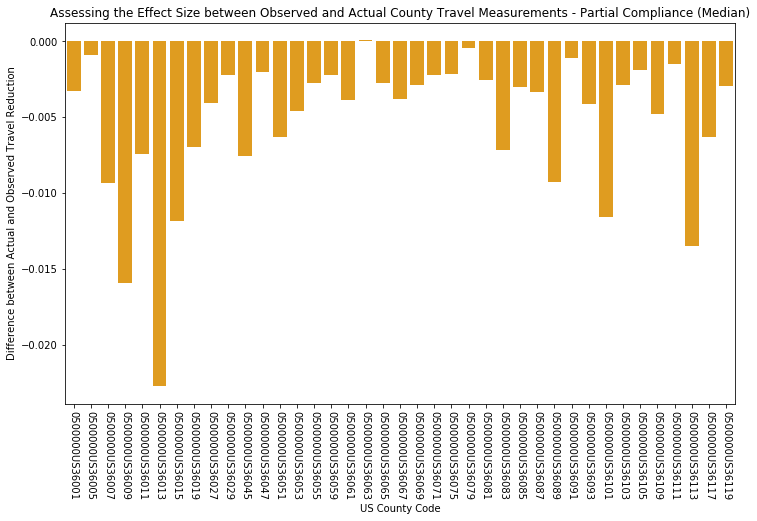 Assessing the Effect Size between Observed and Actual County Travel Measurements - Partial Compliance (Median)
Difference between Actual and Observed Travel Reduction
0.000
−0.005
−0.010
−0.015
−0.020
0500000US36001
0500000US36005
0500000US36007
0500000US36009
0500000US36011
0500000US36013
0500000US36015
0500000US36019
0500000US36027
0500000US36029
0500000US36045
0500000US36047
0500000US36051
0500000US36053
0500000US36055
0500000US36059
0500000US36061
0500000US36063
0500000US36065
0500000US36067
0500000US36069
0500000US36071
0500000US36075
0500000US36079
0500000US36081
0500000US36083
0500000US36085
0500000US36087
0500000US36089
0500000US36091
0500000US36093
0500000US36101
0500000US36103
0500000US36105
0500000US36109
0500000US36111
0500000US36113
0500000US36117
0500000US36119
US County Code